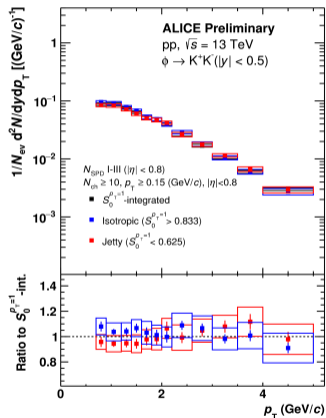 ALICE Preliminary
pp, √s = 13 TeV
ϕ → K⁺K⁻(|y| < 0.5)
1/N_ev d²N/dydp_T [(GeV/c)⁻¹]
1
10⁻¹
10⁻²
10⁻³
N_SPD I-III (|η| < 0.8)
N_ch ≥ 10, p_T ≥ 0.15 (GeV/c), |η|<0.8
S_0^{p_T=1}-integrated
Isotropic (S_0^{p_T=1} > 0.833)
Jetty (S_0^{p_T=1} < 0.625)
Ratio to S_0^{p_T=1}-int.
1.4
1.2
1.0
0.8
0 2 4
p_T (GeV/c)